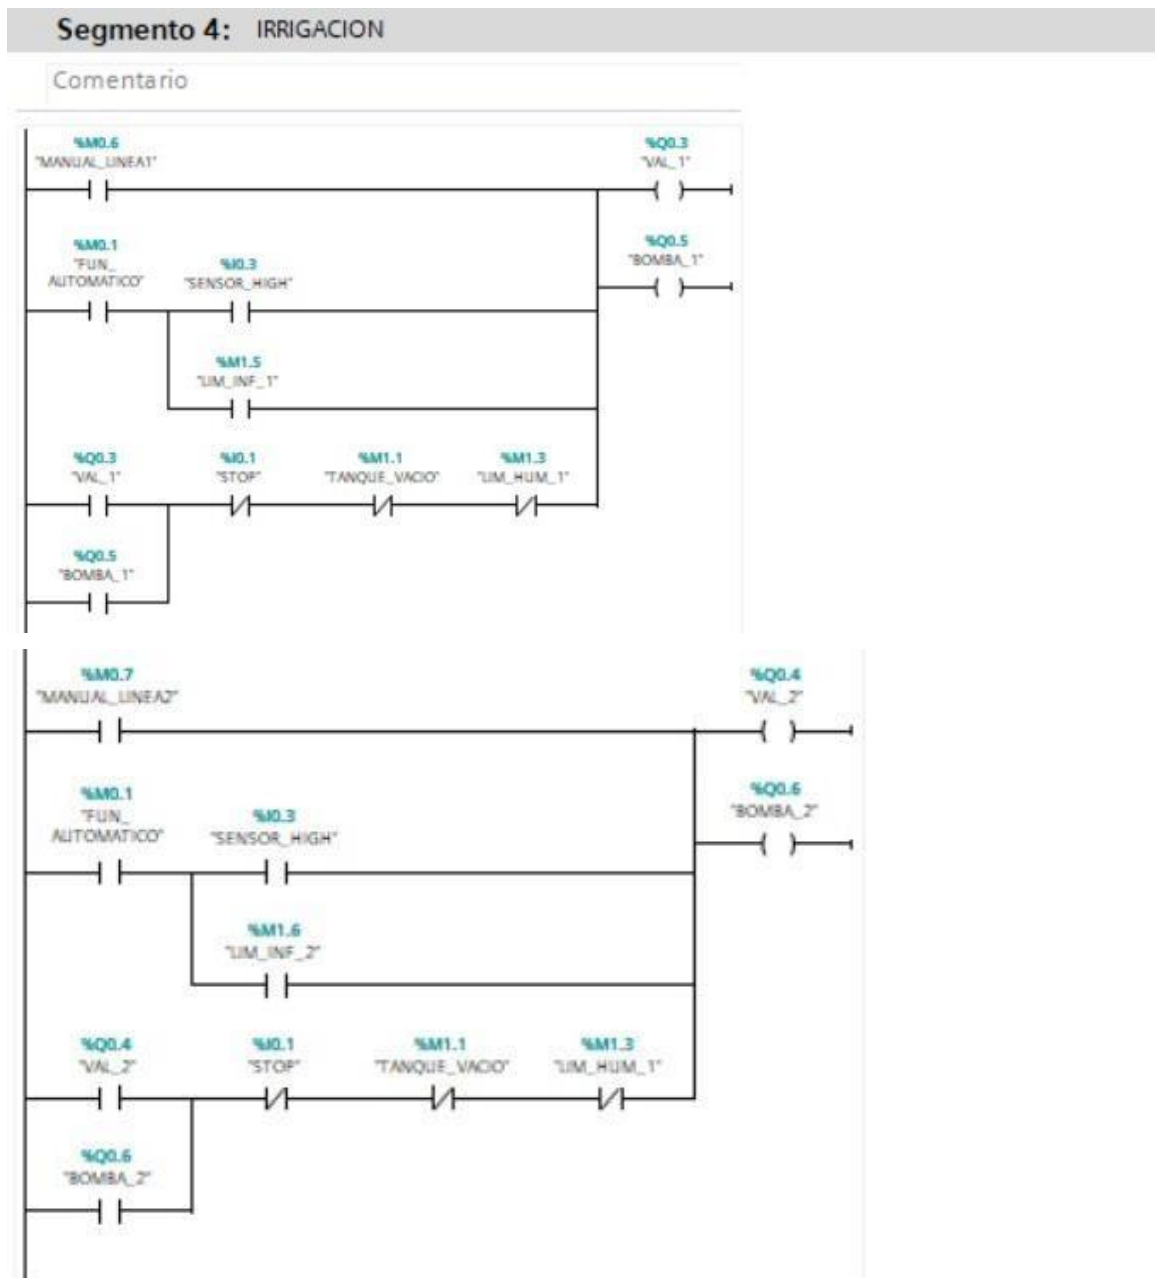 Segmento 4: IRRIGACION
Comentario
%M0.6
"MANUAL_LINEA1"
%Q0.3
"VAL_1"
%M0.1
"FUN_
AUTOMATICO"
%I0.3
"SENSOR_HIGH"
%Q0.5
"BOMBA_1"
%M1.5
"LIM_INF_1"
%Q0.3
"VAL_1"
%I0.1
"STOP"
%M1.1
"TANQUE_VACIO"
%M1.3
"LIM_HUM_1"
%Q0.5
"BOMBA_1"
%M0.7
"MANUAL_LINEA2"
%Q0.4
"VAL_2"
%M0.1
"FUN_
AUTOMATICO"
%I0.3
"SENSOR_HIGH"
%Q0.6
"BOMBA_2"
%M1.6
"LIM_INF_2"
%Q0.4
"VAL_2"
%I0.1
"STOP"
%M1.1
"TANQUE_VACIO"
%M1.3
"LIM_HUM_1"
%Q0.6
"BOMBA_2"